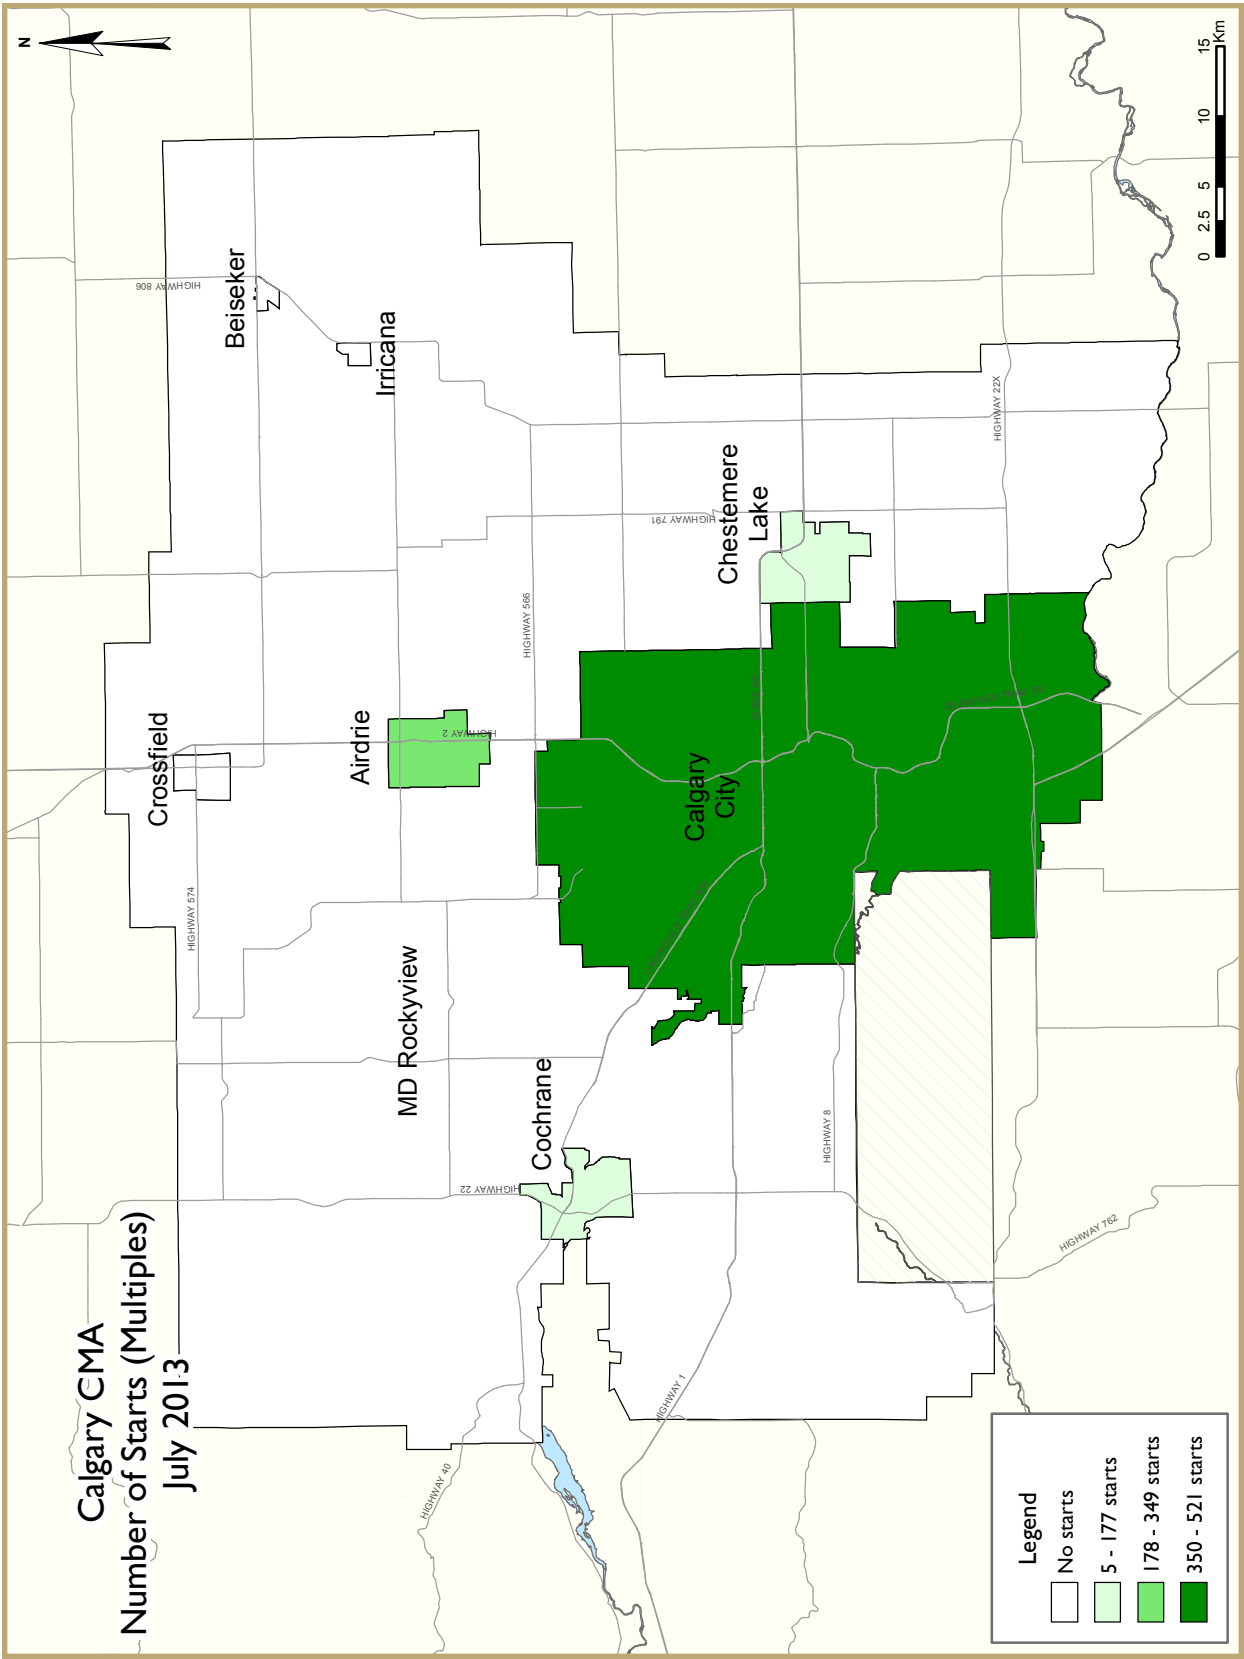 Calgary CMA
Number of Starts (Multiples)
July 2013
N
Crossfield
Beiseker
Irricana
Airdrie
MD Rockyview
Cochrane
Chestemere
Lake
Calgary
City
HIGHWAY 574
HIGHWAY 806
HIGHWAY 2
HIGHWAY 566
HIGHWAY 791
HIGHWAY 22
HIGHWAY 40
HIGHWAY 1
HIGHWAY 8
HIGHWAY 22X
HIGHWAY 762
Legend
No starts
5 - 177 starts
178 - 349 starts
350 - 521 starts
0 2.5 5 10 15
Km